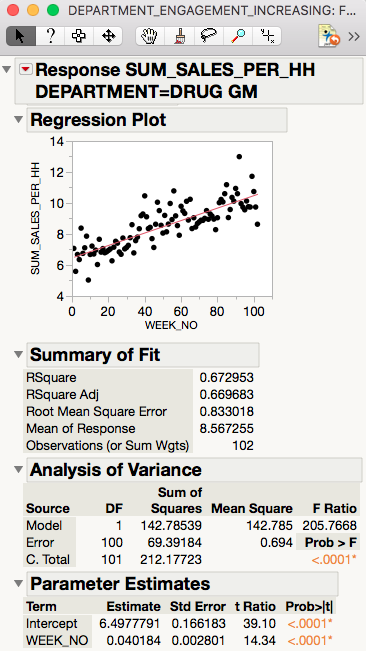 DEPARTMENT_ENGAGEMENT_INCREASING: F...
?
Response SUM_SALES_PER_HH
DEPARTMENT=DRUG GM
Regression Plot
SUM_SALES_PER_HH
14
12
10
8
6
4
0 20 40 60 80 100
WEEK_NO
Summary of Fit
RSquare 0.672953
RSquare Adj 0.669683
Root Mean Square Error 0.833018
Mean of Response 8.567255
Observations (or Sum Wgts) 102
Analysis of Variance
Sum of
Source DF Squares Mean Square F Ratio
Model 1 142.78539 142.785 205.7668
Error 100 69.39184 0.694 Prob > F
C. Total 101 212.17723 <.0001*
Parameter Estimates
Term Estimate Std Error t Ratio Prob>|t|
Intercept 6.4977791 0.166183 39.10 <.0001*
WEEK_NO 0.040184 0.002801 14.34 <.0001*